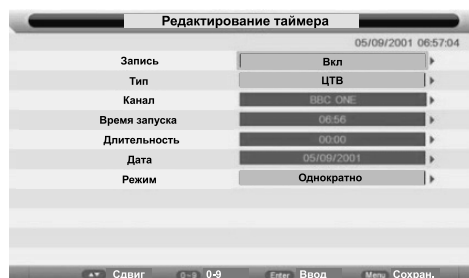 Редактирование таймера
05/09/2001 06:57:04
Запись Вкл
Тип ЦТВ
Канал BBC ONE
Время запуска 06:56
Длительность 00:00
Дата 05/09/2001
Режим Однократно
▲▼ Сдвиг 0~9 0-9 Enter Ввод Menu Сохран.